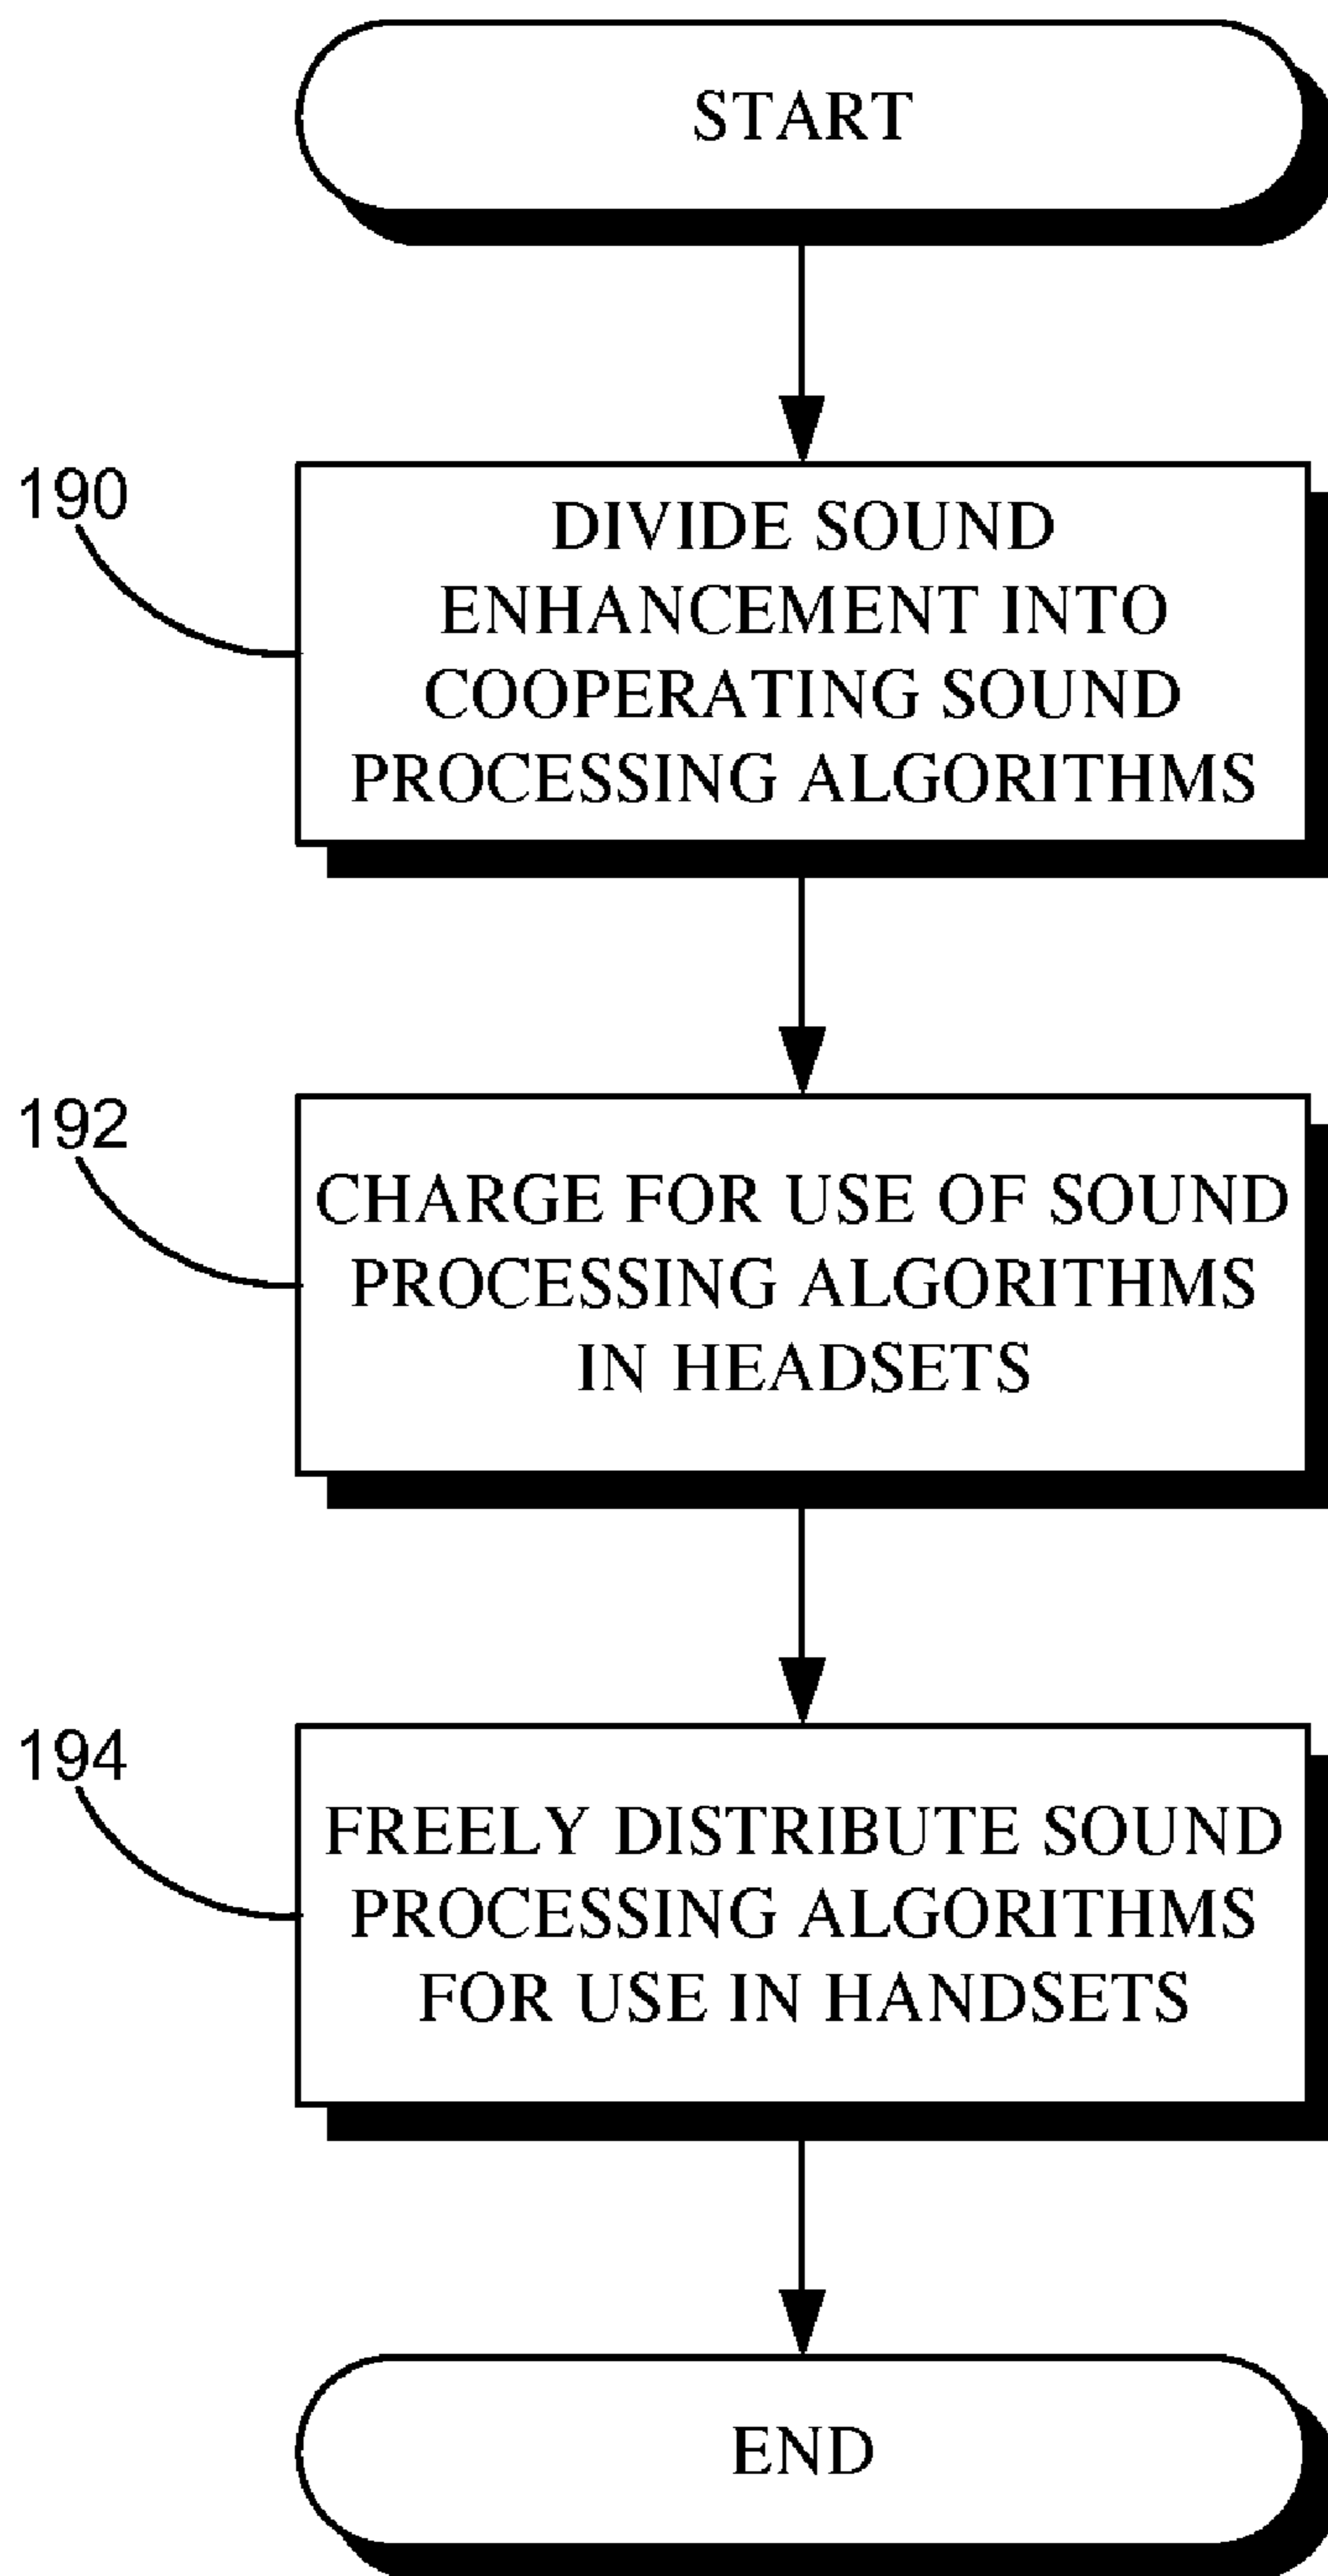 START
190
DIVIDE SOUND
ENHANCEMENT INTO
COOPERATING SOUND
PROCESSING ALGORITHMS
192
CHARGE FOR USE OF SOUND
PROCESSING ALGORITHMS
IN HEADSETS
194
FREELY DISTRIBUTE SOUND
PROCESSING ALGORITHMS
FOR USE IN HANDSETS
END